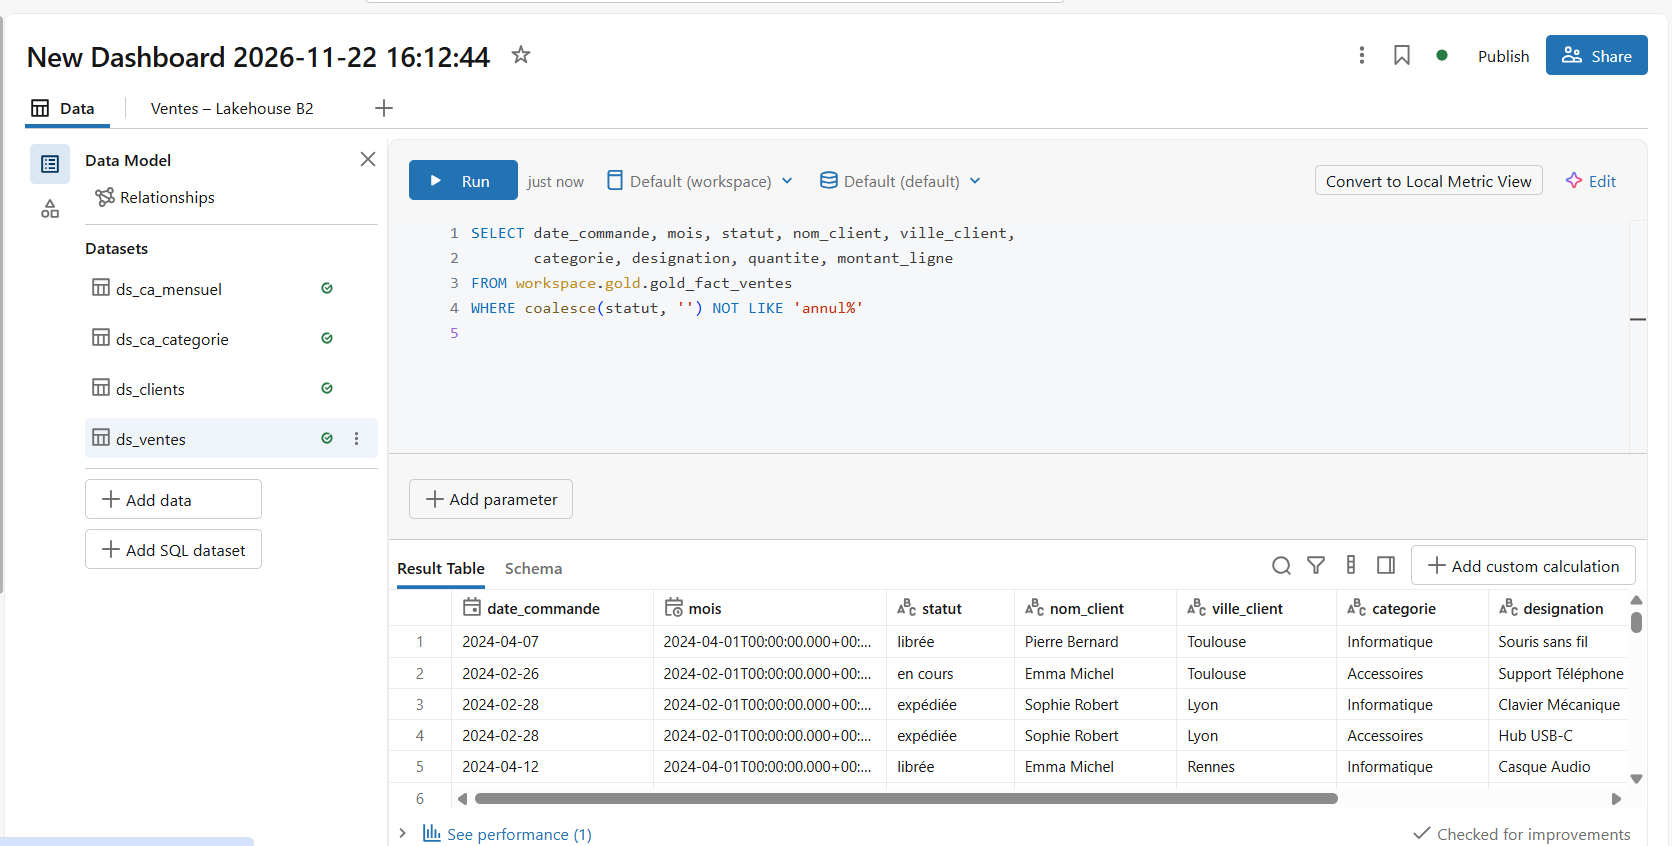 New Dashboard 2026-11-22 16:12:44
Publish
Share
Data
Ventes – Lakehouse B2
Data Model
Relationships
Datasets
ds_ca_mensuel
ds_ca_categorie
ds_clients
ds_ventes
Add data
Add SQL dataset
Run just now Default (workspace) Default (default) Convert to Local Metric View Edit
1 SELECT date_commande, mois, statut, nom_client, ville_client,
2 categorie, designation, quantite, montant_ligne
3 FROM workspace.gold.gold_fact_ventes
4 WHERE coalesce(statut, '') NOT LIKE 'annul%'
5
Add parameter
Result Table Schema Add custom calculation
date_commande mois statut nom_client ville_client categorie designation
1 2024-04-07 2024-04-01T00:00:00.000+00:... librée Pierre Bernard Toulouse Informatique Souris sans fil
2 2024-02-26 2024-02-01T00:00:00.000+00:... en cours Emma Michel Toulouse Accessoires Support Téléphone
3 2024-02-28 2024-02-01T00:00:00.000+00:... expédiée Sophie Robert Lyon Informatique Clavier Mécanique
4 2024-02-28 2024-02-01T00:00:00.000+00:... expédiée Sophie Robert Lyon Accessoires Hub USB-C
5 2024-04-12 2024-04-01T00:00:00.000+00:... librée Emma Michel Rennes Informatique Casque Audio
6
See performance (1)
Checked for improvements